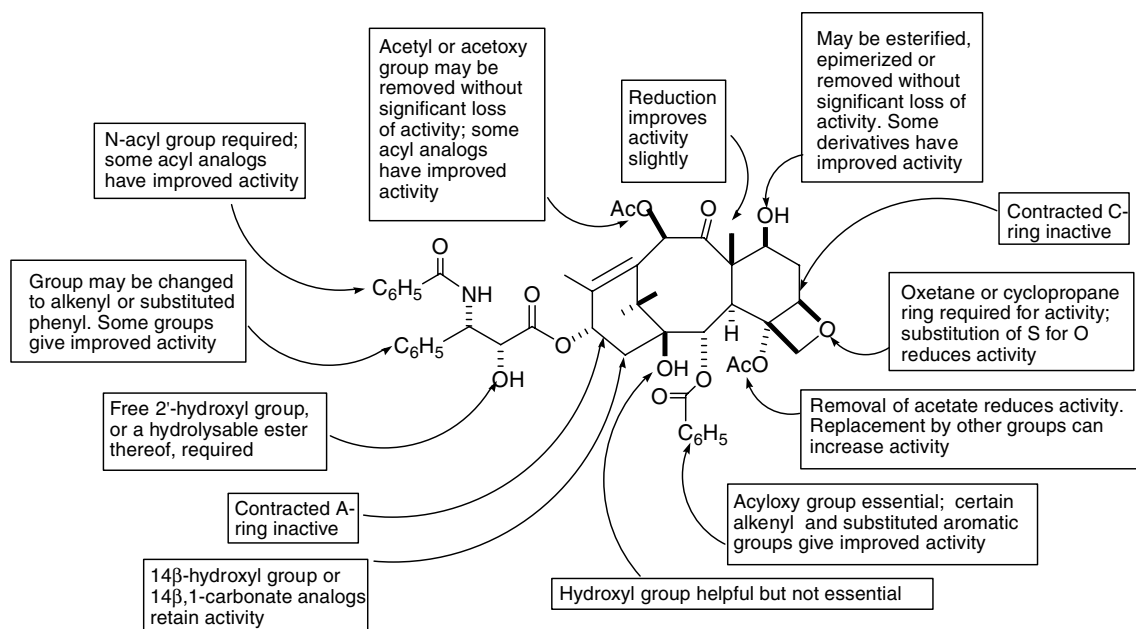 Acetyl or acetoxy
group may be
removed without
significant loss
of activity; some
acyl analogs
have improved
activity
Reduction
improves
activity
slightly
May be esterified,
epimerized or
removed without
significant loss of
activity. Some
derivatives have
improved activity
N-acyl group required;
some acyl analogs
have improved activity
Contracted C-
ring inactive
Group may be changed
to alkenyl or substituted
phenyl. Some groups
give improved activity
Oxetane or cyclopropane
ring required for activity;
substitution of S for O
reduces activity
AcO
O
OH
O
C6H5
NH
O
C6H5
O
OH
H
O
OH
AcO
O
O
C6H5
Free 2'-hydroxyl group,
or a hydrolysable ester
thereof, required
Removal of acetate reduces activity.
Replacement by other groups can
increase activity
Contracted A-
ring inactive
Acyloxy group essential; certain
alkenyl and substituted aromatic
groups give improved activity
14β-hydroxyl group or
14β,1-carbonate analogs
retain activity
Hydroxyl group helpful but not essential